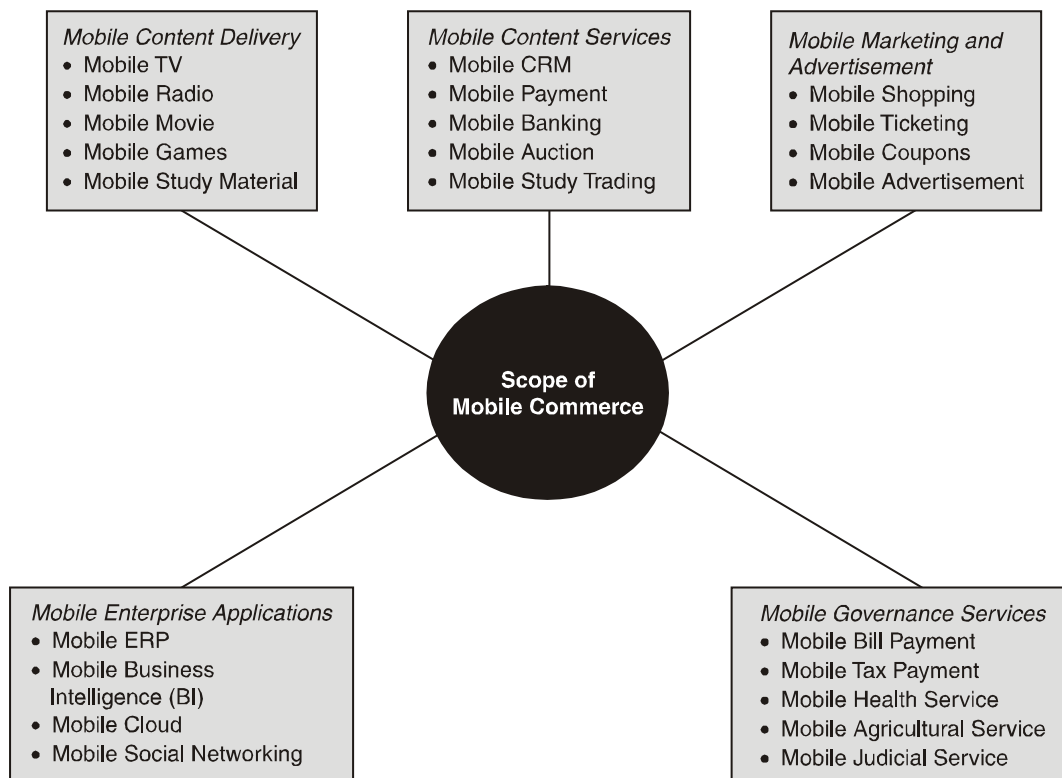 Mobile Content Delivery
• Mobile TV
• Mobile Radio
• Mobile Movie
• Mobile Games
• Mobile Study Material
Mobile Content Services
• Mobile CRM
• Mobile Payment
• Mobile Banking
• Mobile Auction
• Mobile Study Trading
Mobile Marketing and
Advertisement
• Mobile Shopping
• Mobile Ticketing
• Mobile Coupons
• Mobile Advertisement
Scope of
Mobile Commerce
Mobile Enterprise Applications
• Mobile ERP
• Mobile Business
Intelligence (BI)
• Mobile Cloud
• Mobile Social Networking
Mobile Governance Services
• Mobile Bill Payment
• Mobile Tax Payment
• Mobile Health Service
• Mobile Agricultural Service
• Mobile Judicial Service